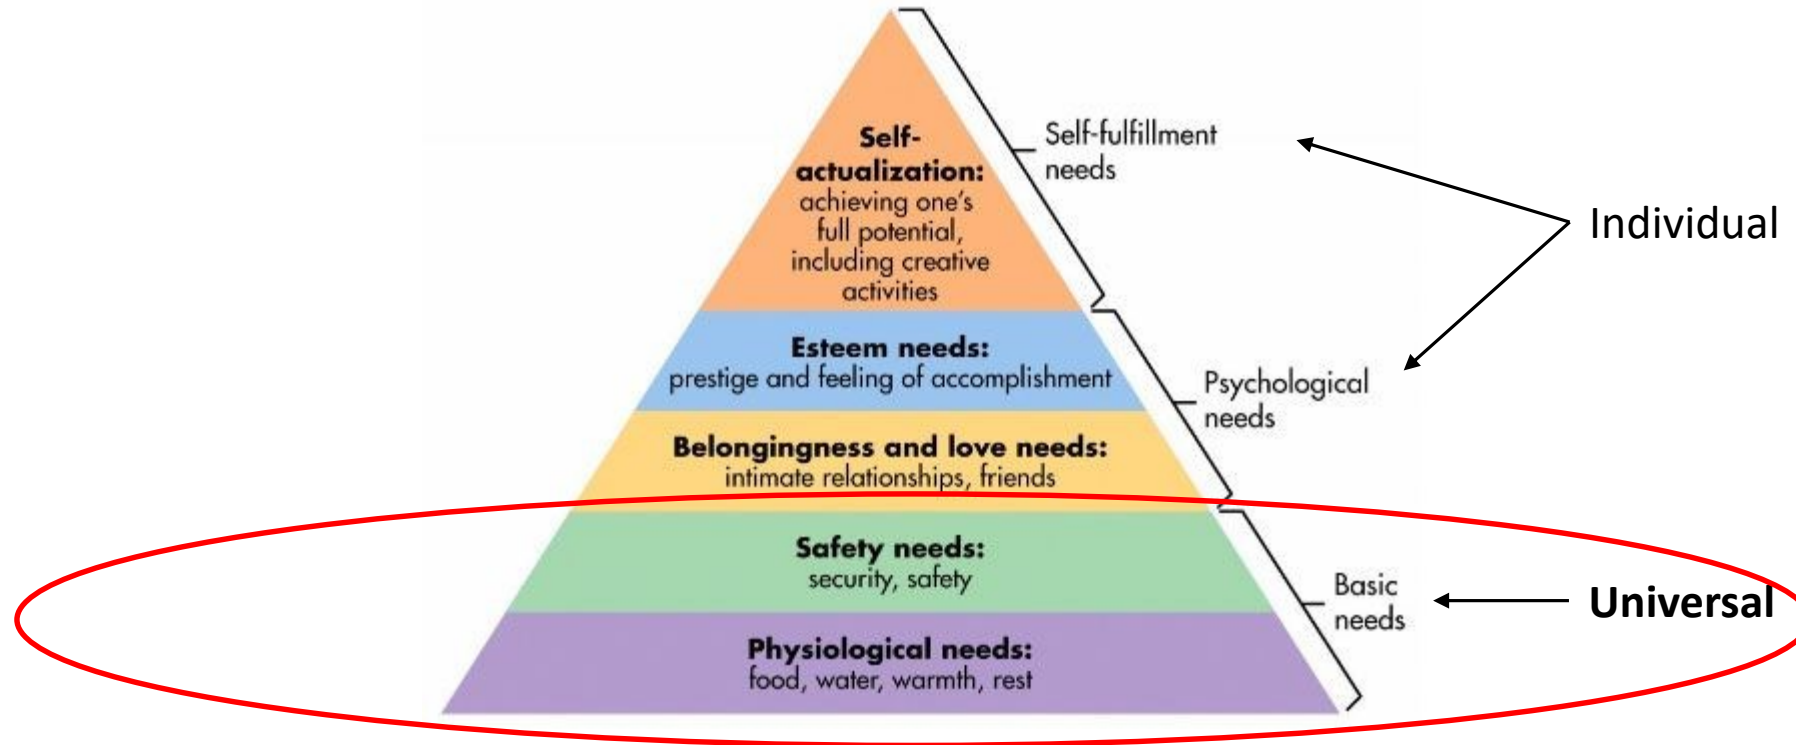 Self-
actualization:
achieving one's
full potential,
including creative
activities
Self-fulfillment
needs
Individual
Esteem needs:
prestige and feeling of accomplishment
Psychological
needs
Belongingness and love needs:
intimate relationships, friends
Safety needs:
security, safety
Basic
needs
Universal
Physiological needs:
food, water, warmth, rest